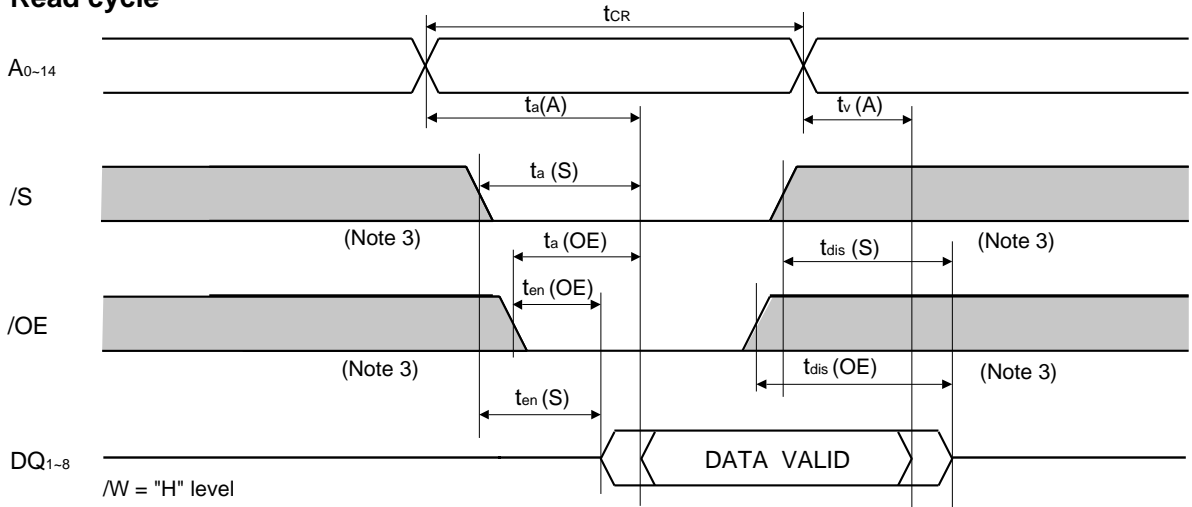 Read cycle
tCR
A0~14
ta(A)
tv (A)
ta (S)
/S
(Note 3)
ta (OE)
(Note 3)
tdis (S)
ten (OE)
/OE
(Note 3)
tdis (OE)
(Note 3)
ten (S)
DQ1~8
DATA VALID
/W = "H" level